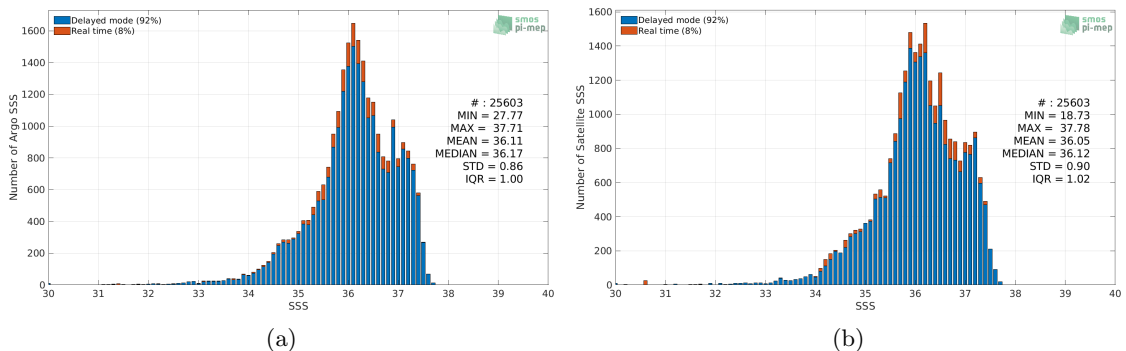 Delayed mode (92%)
Real time (8%)
smos
pi-mep
# : 25603
MIN = 27.77
MAX = 37.71
MEAN = 36.11
MEDIAN = 36.17
STD = 0.86
IQR = 1.00
Number of Argo SSS
1600
1400
1200
1000
800
600
400
200
0
30 31 32 33 34 35 36 37 38 39 40
SSS
(a)
Delayed mode (92%)
Real time (8%)
smos
pi-mep
# : 25603
MIN = 18.73
MAX = 37.78
MEAN = 36.05
MEDIAN = 36.12
STD = 0.90
IQR = 1.02
Number of Satellite SSS
1600
1400
1200
1000
800
600
400
200
0
30 31 32 33 34 35 36 37 38 39 40
SSS
(b)